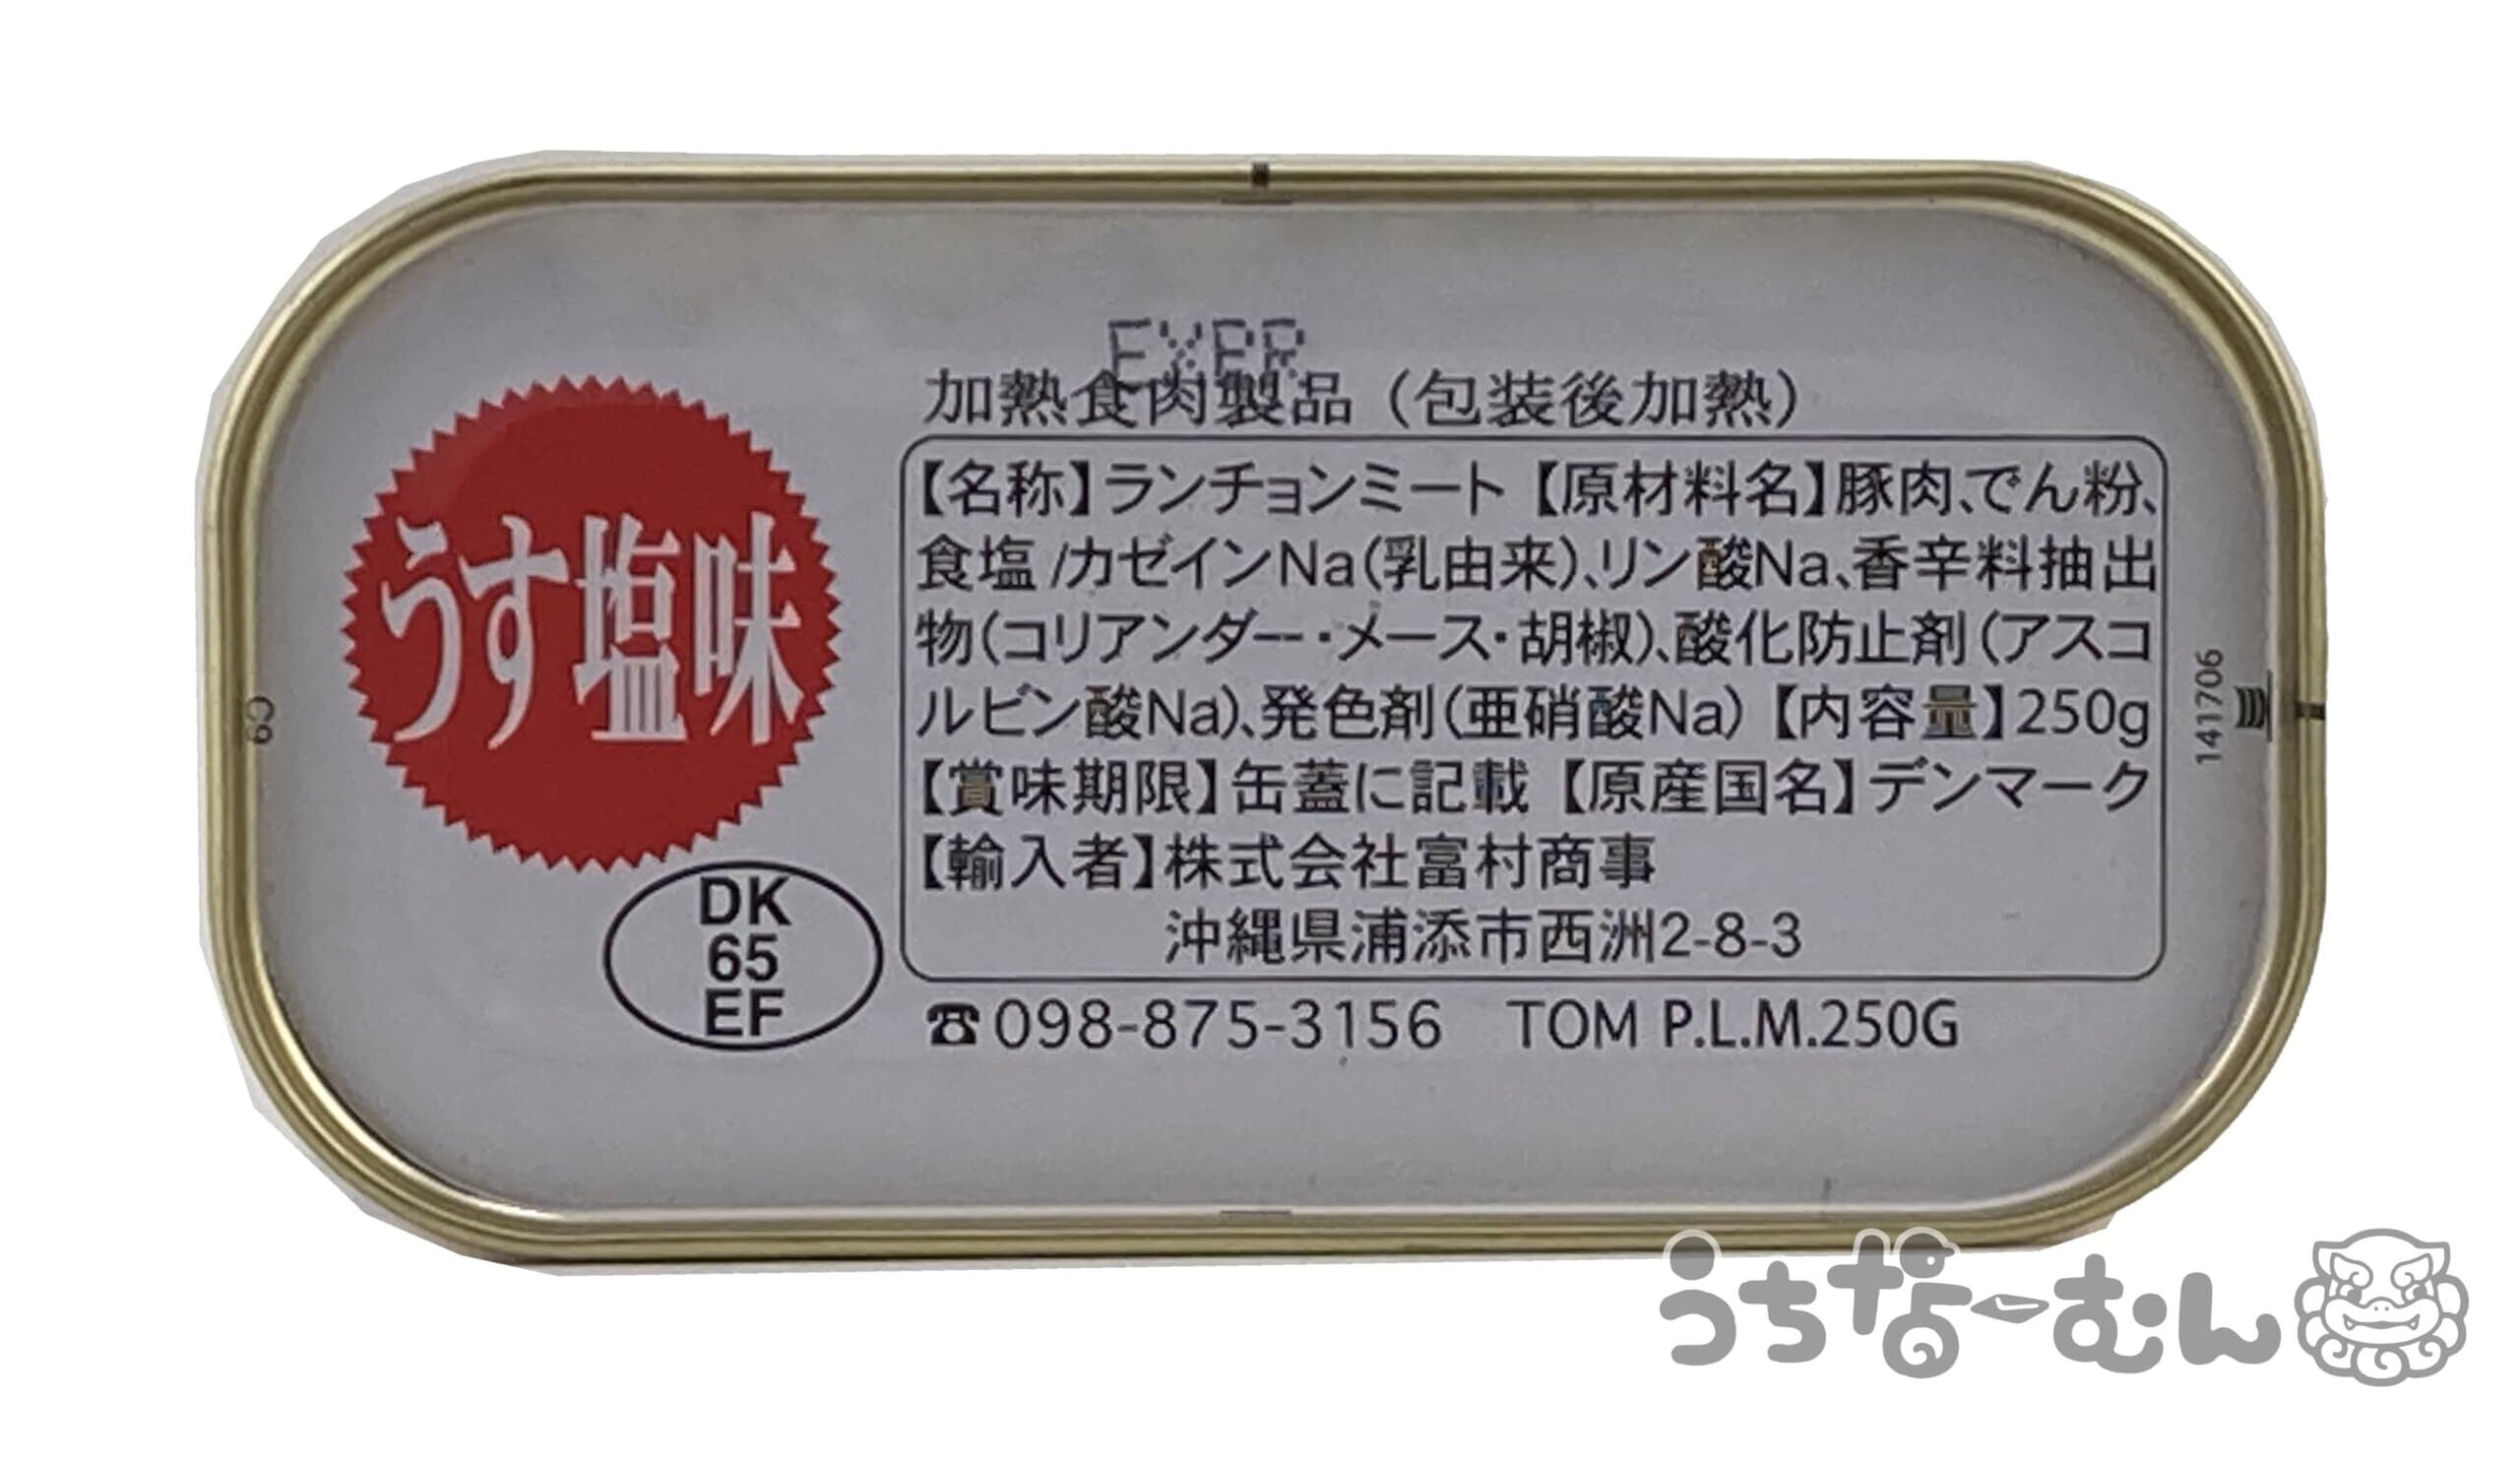 EXPR.
加熱食肉製品（包装後加熱）
【名称】ランチョンミート【原材料名】豚肉、でん粉、
食塩/カゼインNa(乳由来)、リン酸Na、香辛料抽出
物(コリアンダー・メース・胡椒)、酸化防止剤(アスコ
ルビン酸Na)、発色剤(亜硝酸Na)【内容量】250g
【賞味期限】缶蓋に記載【原産国名】デンマーク
【輸入者】株式会社富村商事
沖縄県浦添市西洲2-8-3
☎098-875-3156 TOM P.L.M.250G
うす塩味
DK
65
EF
C9
141706
うちなーむん